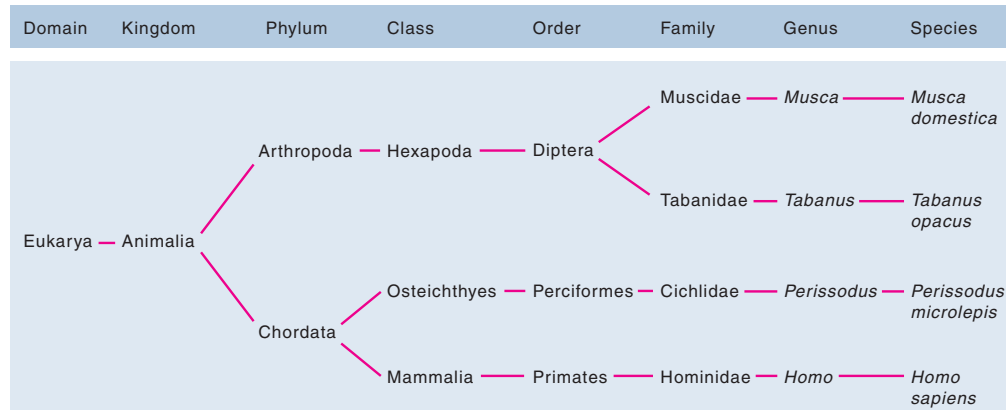 Domain Kingdom Phylum Class Order Family Genus Species
Muscidae Musca Musca
domestica
Arthropoda Hexapoda Diptera
Tabanidae Tabanus Tabanus
opacus
Eukarya Animalia
Osteichthyes Perciformes Cichlidae Perissodus Perissodus
microlepis
Chordata
Mammalia Primates Hominidae Homo Homo
sapiens